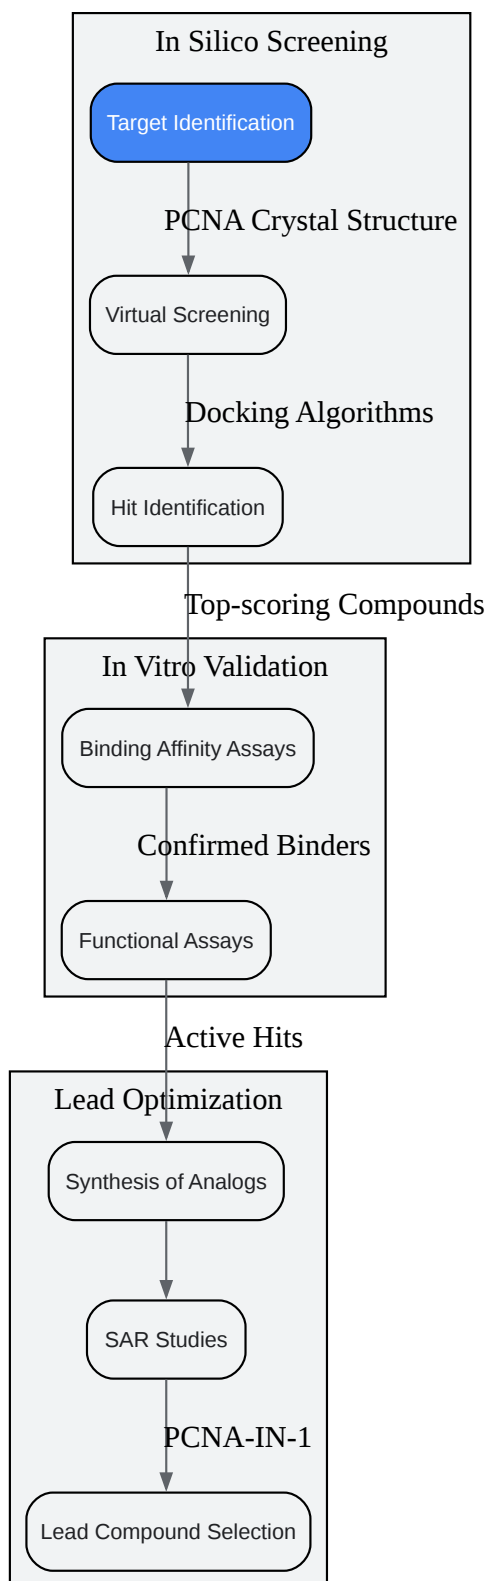 In Silico Screening
Target Identification
PCNA Crystal Structure
Virtual Screening
Docking Algorithms
Hit Identification
Top-scoring Compounds
In Vitro Validation
Binding Affinity Assays
Confirmed Binders
Functional Assays
Active Hits
Lead Optimization
Synthesis of Analogs
SAR Studies
PCNA-IN-1
Lead Compound Selection